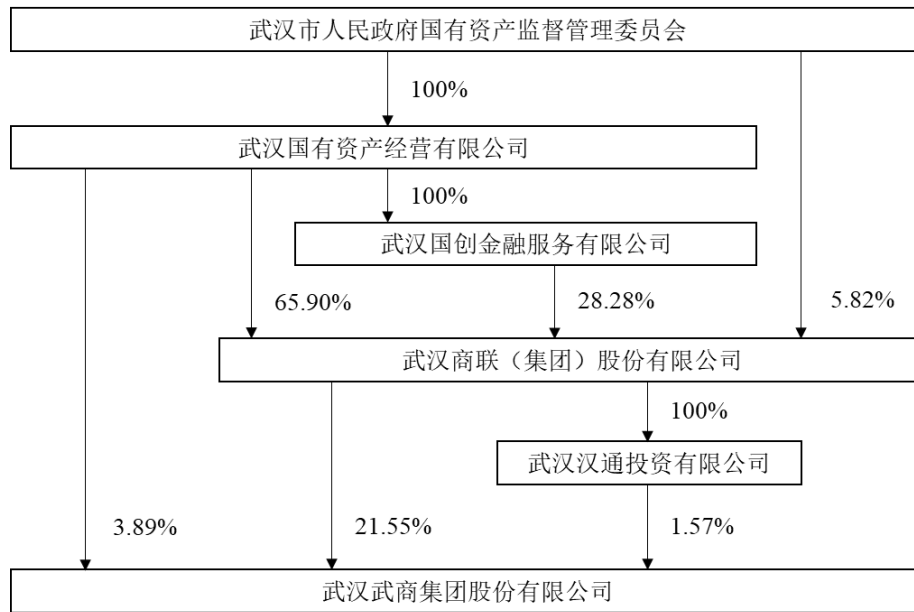 武汉市人民政府国有资产监督管理委员会
100%
武汉国有资产经营有限公司
100%
武汉国创金融服务有限公司
65.90%
28.28%
5.82%
武汉商联（集团）股份有限公司
100%
武汉汉通投资有限公司
3.89%
21.55%
1.57%
武汉武商集团股份有限公司